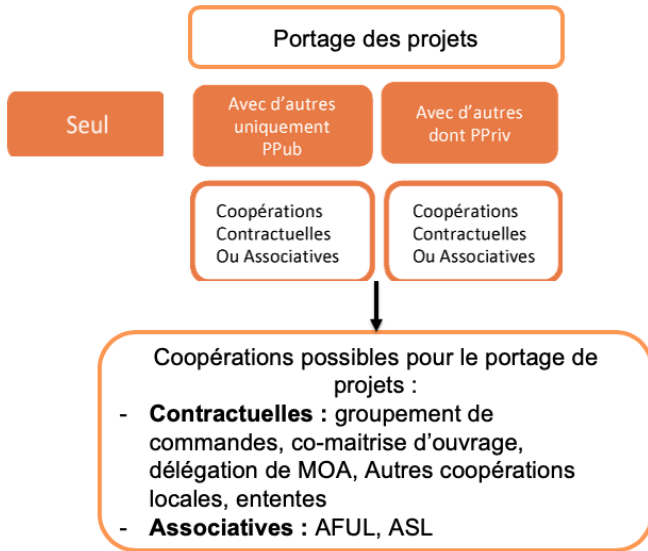 Portage des projets
Seul
Avec d'autres
uniquement
PPub
Avec d'autres
dont PPriv
Coopérations
Contractuelles
Ou Associatives
Coopérations
Contractuelles
Ou Associatives
Coopérations possibles pour le portage de
projets :
- Contractuelles : groupement de
commandes, co-maitrise d'ouvrage,
délégation de MOA, Autres coopérations
locales, ententes
- Associatives : AFUL, ASL